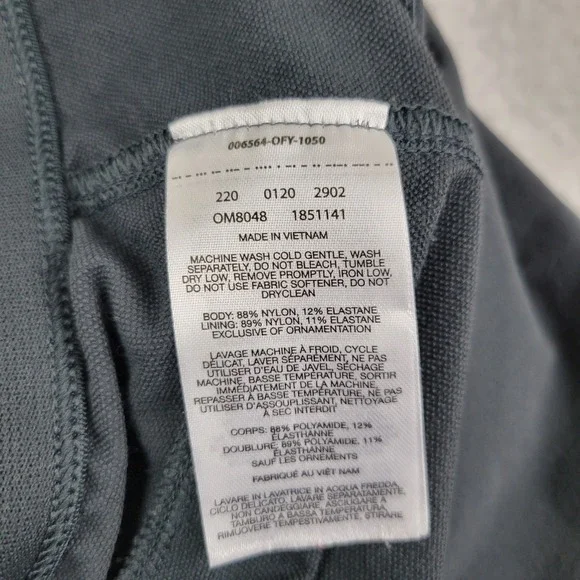 006564-OFY-1050
220 0120 2902
OM8048 1851141
MADE IN VIETNAM
MACHINE WASH COLD GENTLE, WASH
SEPARATELY, DO NOT BLEACH, TUMBLE
DRY LOW, REMOVE PROMPTLY, IRON LOW,
DO NOT USE FABRIC SOFTENER, DO NOT
DRYCLEAN
BODY: 88% NYLON, 12% ELASTANE
LINING: 89% NYLON, 11% ELASTANE
EXCLUSIVE OF ORNAMENTATION
LAVAGE MACHINE À FROID, CYCLE
DÉLICAT, LAVER SÉPARÉMENT, NE PAS
UTILISER D'EAU DE JAVEL, SÉCHAGE
MACHINE, BASSE TEMPÉRATURE, SORTIR
IMMÉDIATEMENT DE LA MACHINE,
REPASSER À BASSE TEMPÉRATURE, NE PAS
UTILISER D'ASSOUPLISSANT, NETTOYAGE
À SEC INTERDIT
CORPS: 88% POLYAMIDE, 12%
ÉLASTHANNE
DOUBLURE: 89% POLYAMIDE, 11%
ÉLASTHANNE
SAUF LES ORNEMENTS
FABRIQUÉ AU VIÊT NAM
LAVARE IN LAVATRICE IN ACQUA FREDDA,
CICLO DELICATO, LAVARE SEPARATAMENTE,
NON CANDEGGIARE, ASCIUGARE A
TAMBURO A BASSA TEMPERATURA,
RIMUOVERE TEMPESTIVAMENTE, STIRARE